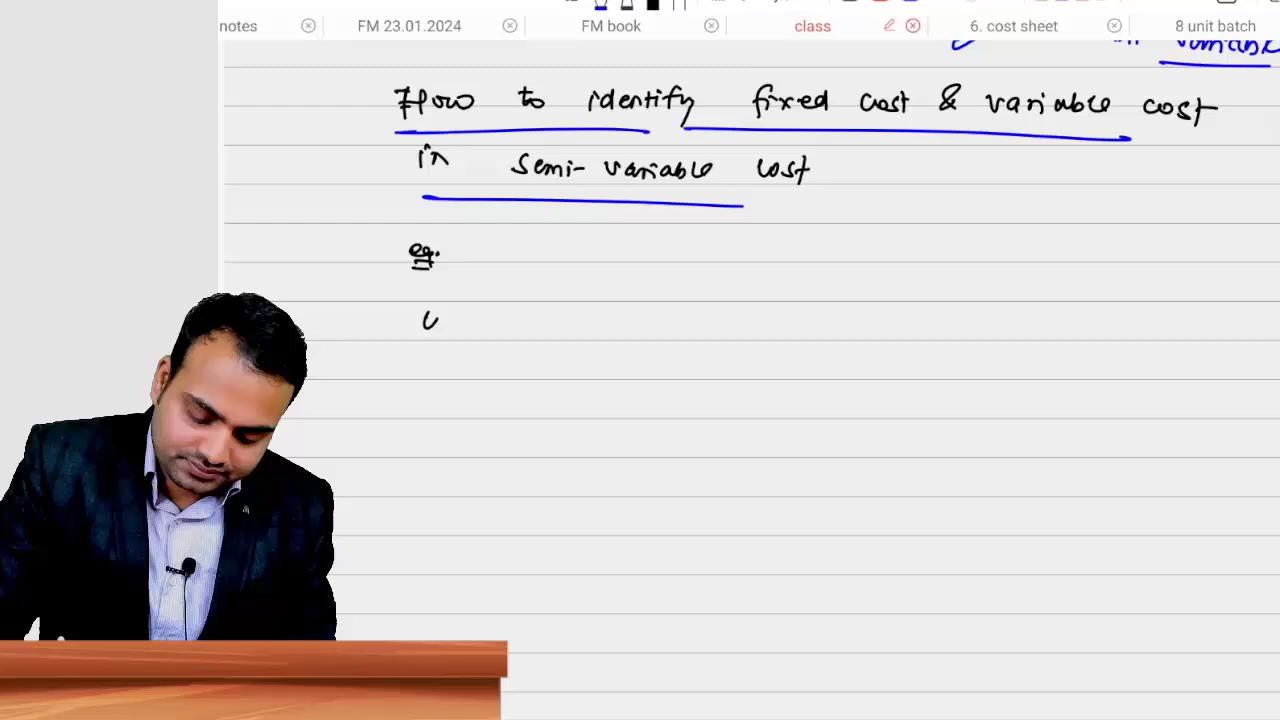 notes FM 23.01.2024 FM book class 6. cost sheet 8 unit batch
variable
How to identify fixed cost & variable cost
in semi-variable cost
eg.
U